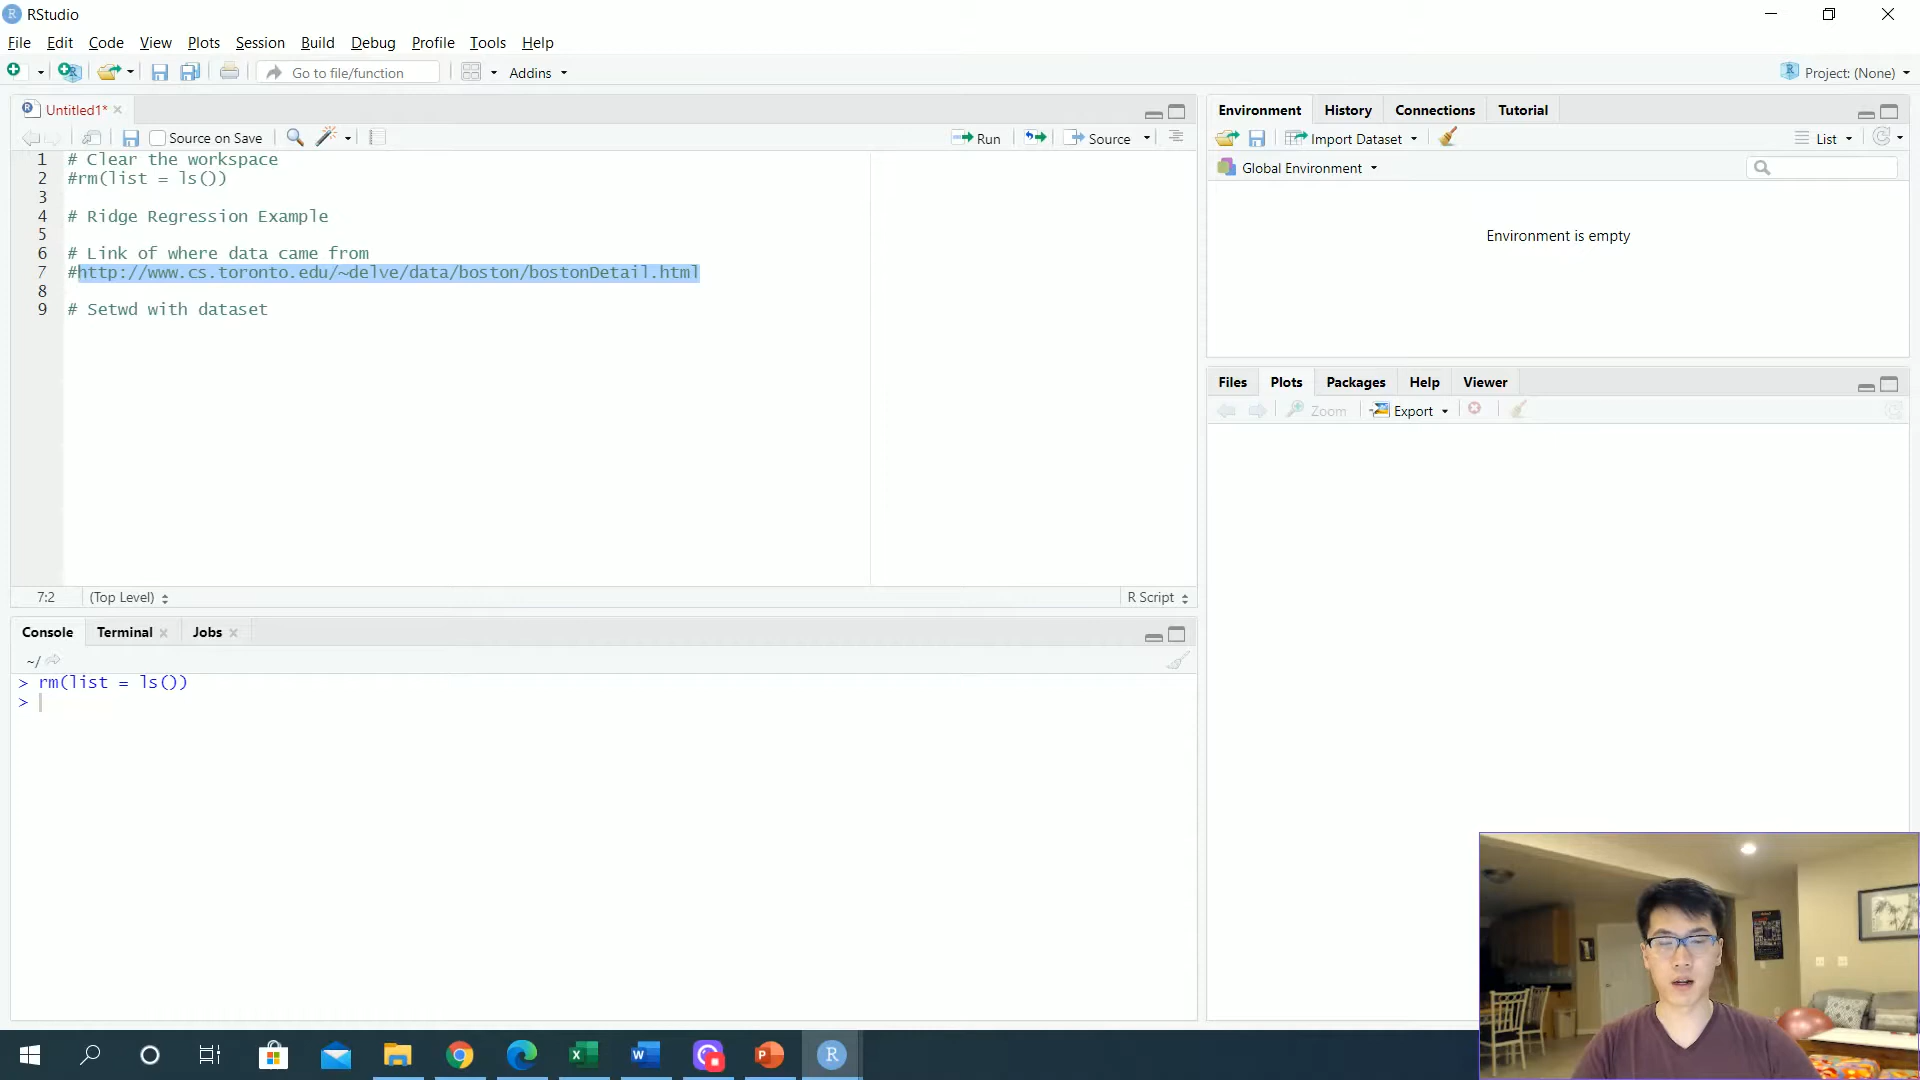 RStudio
File Edit Code View Plots Session Build Debug Profile Tools Help
Go to file/function Addins Project: (None)
Untitled1*
Source on Save Run Source
1 # Clear the workspace
2 #rm(list = ls())
3
4 # Ridge Regression Example
5
6 # Link of where data came from
7 #http://www.cs.toronto.edu/~delve/data/boston/bostonDetail.html
8
9 # Setwd with dataset
7:2 (Top Level) R Script
Console Terminal Jobs
~/
> rm(list = ls())
>
Environment History Connections Tutorial
Import Dataset List
Global Environment
Environment is empty
Files Plots Packages Help Viewer
Zoom Export